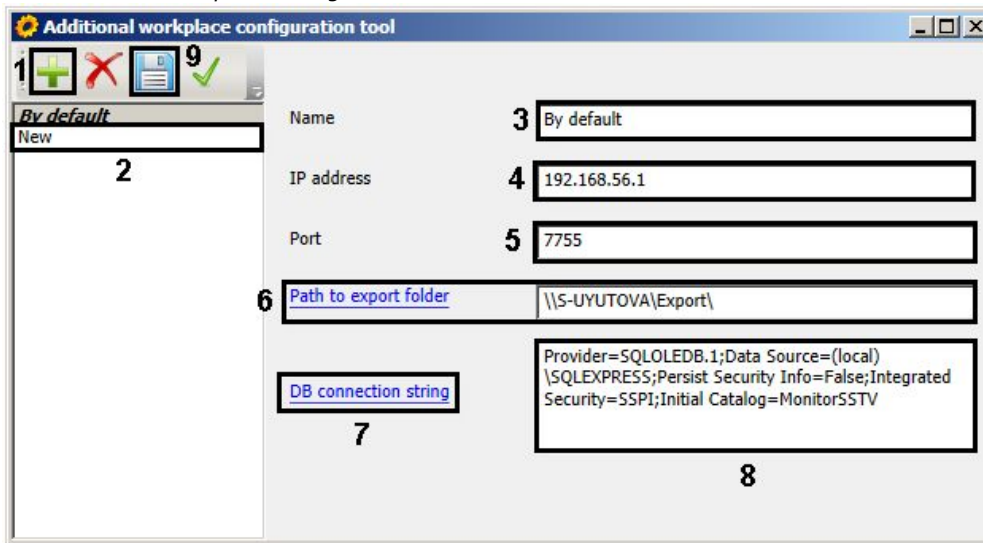 Additional workplace configuration tool
1
9
By default
New
2
Name
3
By default
IP address
4
192.168.56.1
Port
5
7755
6
Path to export folder
\\S-UYUTOVA\Export\
DB connection string
7
Provider=SQLOLEDB.1;Data Source=(local)
\SQLEXPRESS;Persist Security Info=False;Integrated
Security=SSPI;Initial Catalog=MonitorSSTV
8